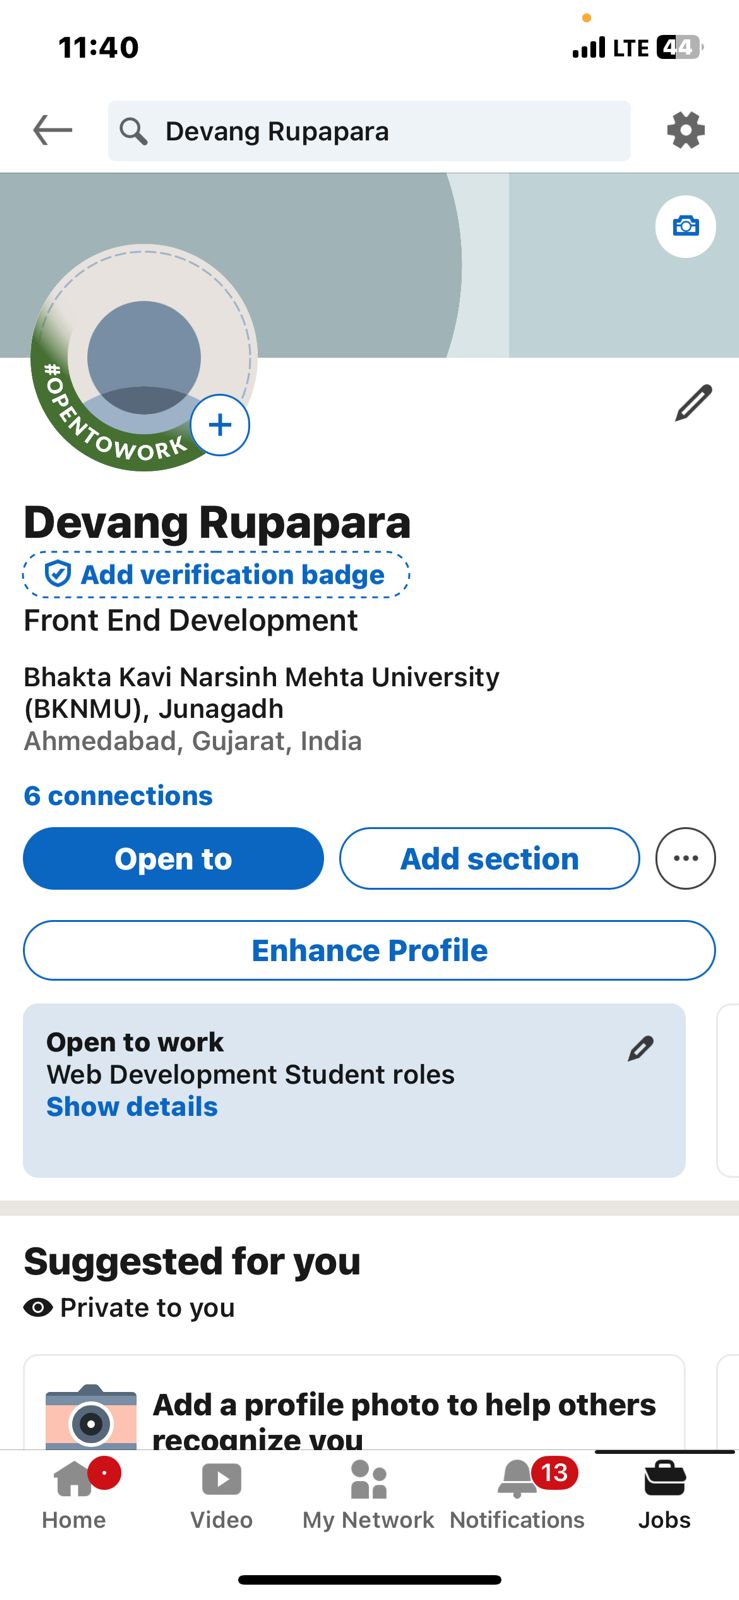 11:40
LTE 44
Devang Rupapara
#OPENTOWORK
Devang Rupapara
Add verification badge
Front End Development
Bhakta Kavi Narsinh Mehta University
(BKNMU), Junagadh
Ahmedabad, Gujarat, India
6 connections
Open to
Add section
Enhance Profile
Open to work
Web Development Student roles
Show details
Suggested for you
Private to you
Add a profile photo to help others
recognize you
13
Home
Video
My Network
Notifications
Jobs